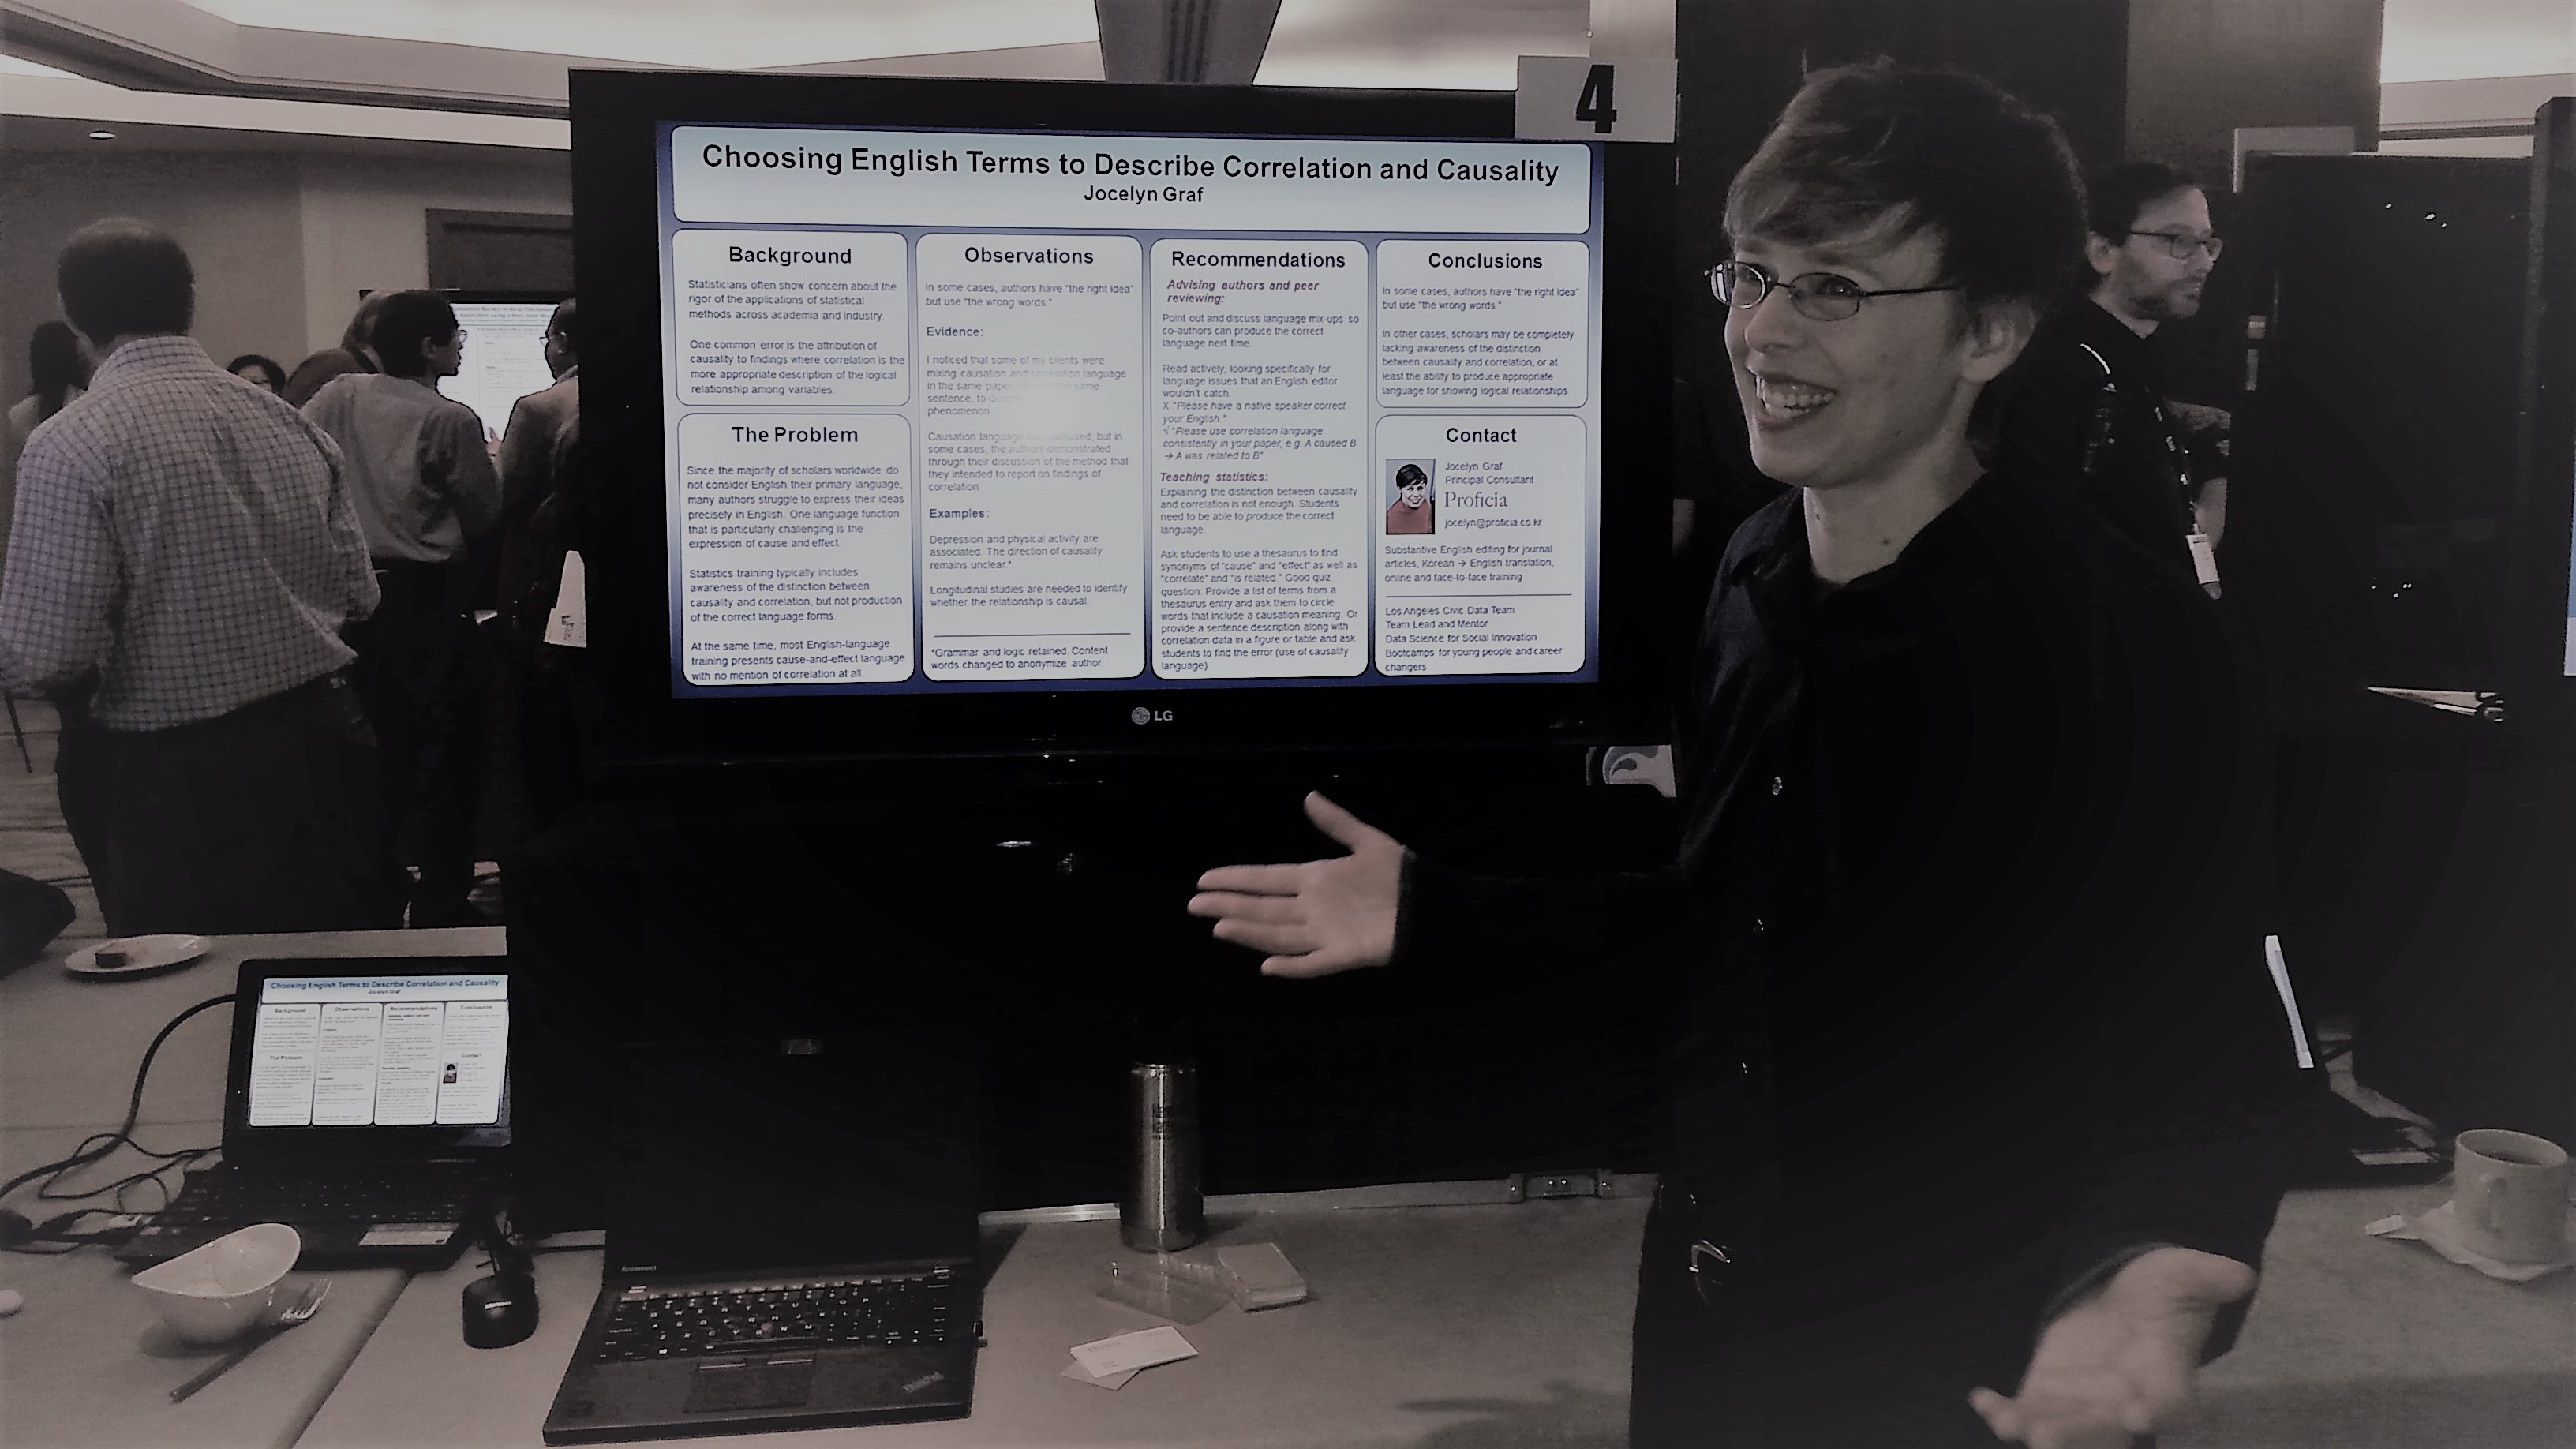 4
Choosing English Terms to Describe Correlation and Causality
Jocelyn Graf
Background
Statisticians often show concern about the
rigor of the applications of statistical
methods across academia and industry.
One common error is the attribution of
causality to findings where correlation is the
more appropriate description of the logical
relationship among variables.
The Problem
Since the majority of scholars worldwide do
not consider English their primary language,
many authors struggle to express their ideas
precisely in English. One language function
that is particularly challenging is the
expression of cause and effect.
Statistics training typically includes
awareness of the distinction between
causality and correlation, but not production
of the correct language forms.
At the same time, most English-language
training presents cause-and-effect language
with no mention of correlation at all.
Observations
In some cases, authors have "the right idea"
but use "the wrong words."
Evidence:
I noticed that some of my clients were
mixing causation and correlation language
in the same paper, same
sentence, to
phenomenon.
Causation language was overused, but in
some cases, the authors demonstrated
through their discussion of the method that
they intended to report on findings of
correlation.
Examples:
Depression and physical activity are
associated. The direction of causality
remains unclear.*
Longitudinal studies are needed to identify
whether the relationship is causal.
*Grammar and logic retained. Content
words changed to anonymize author.
Recommendations
Advising authors and peer
reviewing:
Point out and discuss language mix-ups so
co-authors can produce the correct
language next time.
Read actively, looking specifically for
language issues that an English editor
wouldn't catch.
X "Please have a native speaker correct
your English."
√ "Please use correlation language
consistently in your paper, e.g. A caused B
→ A was related to B"
Teaching statistics:
Explaining the distinction between causality
and correlation is not enough. Students
need to be able to produce the correct
language.
Ask students to use a thesaurus to find
synonyms of "cause" and "effect" as well as
"correlate" and "is related." Good quiz
question: Provide a list of terms from a
thesaurus entry and ask them to circle
words that include a causation meaning. Or
provide a sentence description along with
correlation data in a figure or table and ask
students to find the error (use of causality
language).
Conclusions
In some cases, authors have "the right idea"
but use "the wrong words."
In other cases, scholars may be completely
lacking awareness of the distinction
between causality and correlation, or at
least the ability to produce appropriate
language for showing logical relationships
Contact
Jocelyn Graf
Principal Consultant
Proficia
jocelyn@proficia.co.kr
Substantive English editing for journal
articles, Korean → English translation,
online and face-to-face training
Los Angeles Civic Data Team
Team Lead and Mentor
Data Science for Social Innovation
Bootcamps for young people and career
changers
LG
Choosing English Terms to Describe Correlation and Causality
Jocelyn Graf
Background
Observations
Recommendations
Conclusions
The Problem
Contact
lenovo
ThinkPad